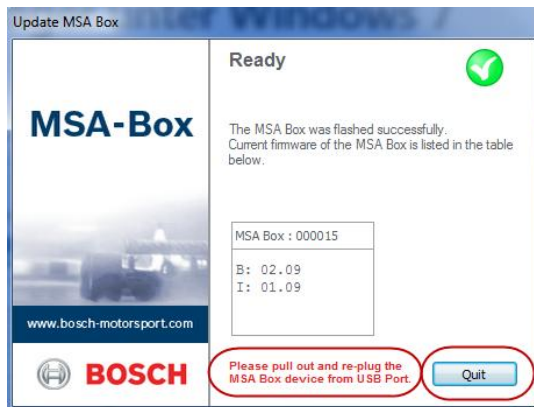 Update MSA Box
Windows 7
MSA-Box
www.bosch-motorsport.com
BOSCH
Ready
The MSA Box was flashed successfully.
Current firmware of the MSA Box is listed in the table
below.
MSA Box : 000015
B: 02.09
I: 01.09
Please pull out and re-plug the
MSA Box device from USB Port.
Quit